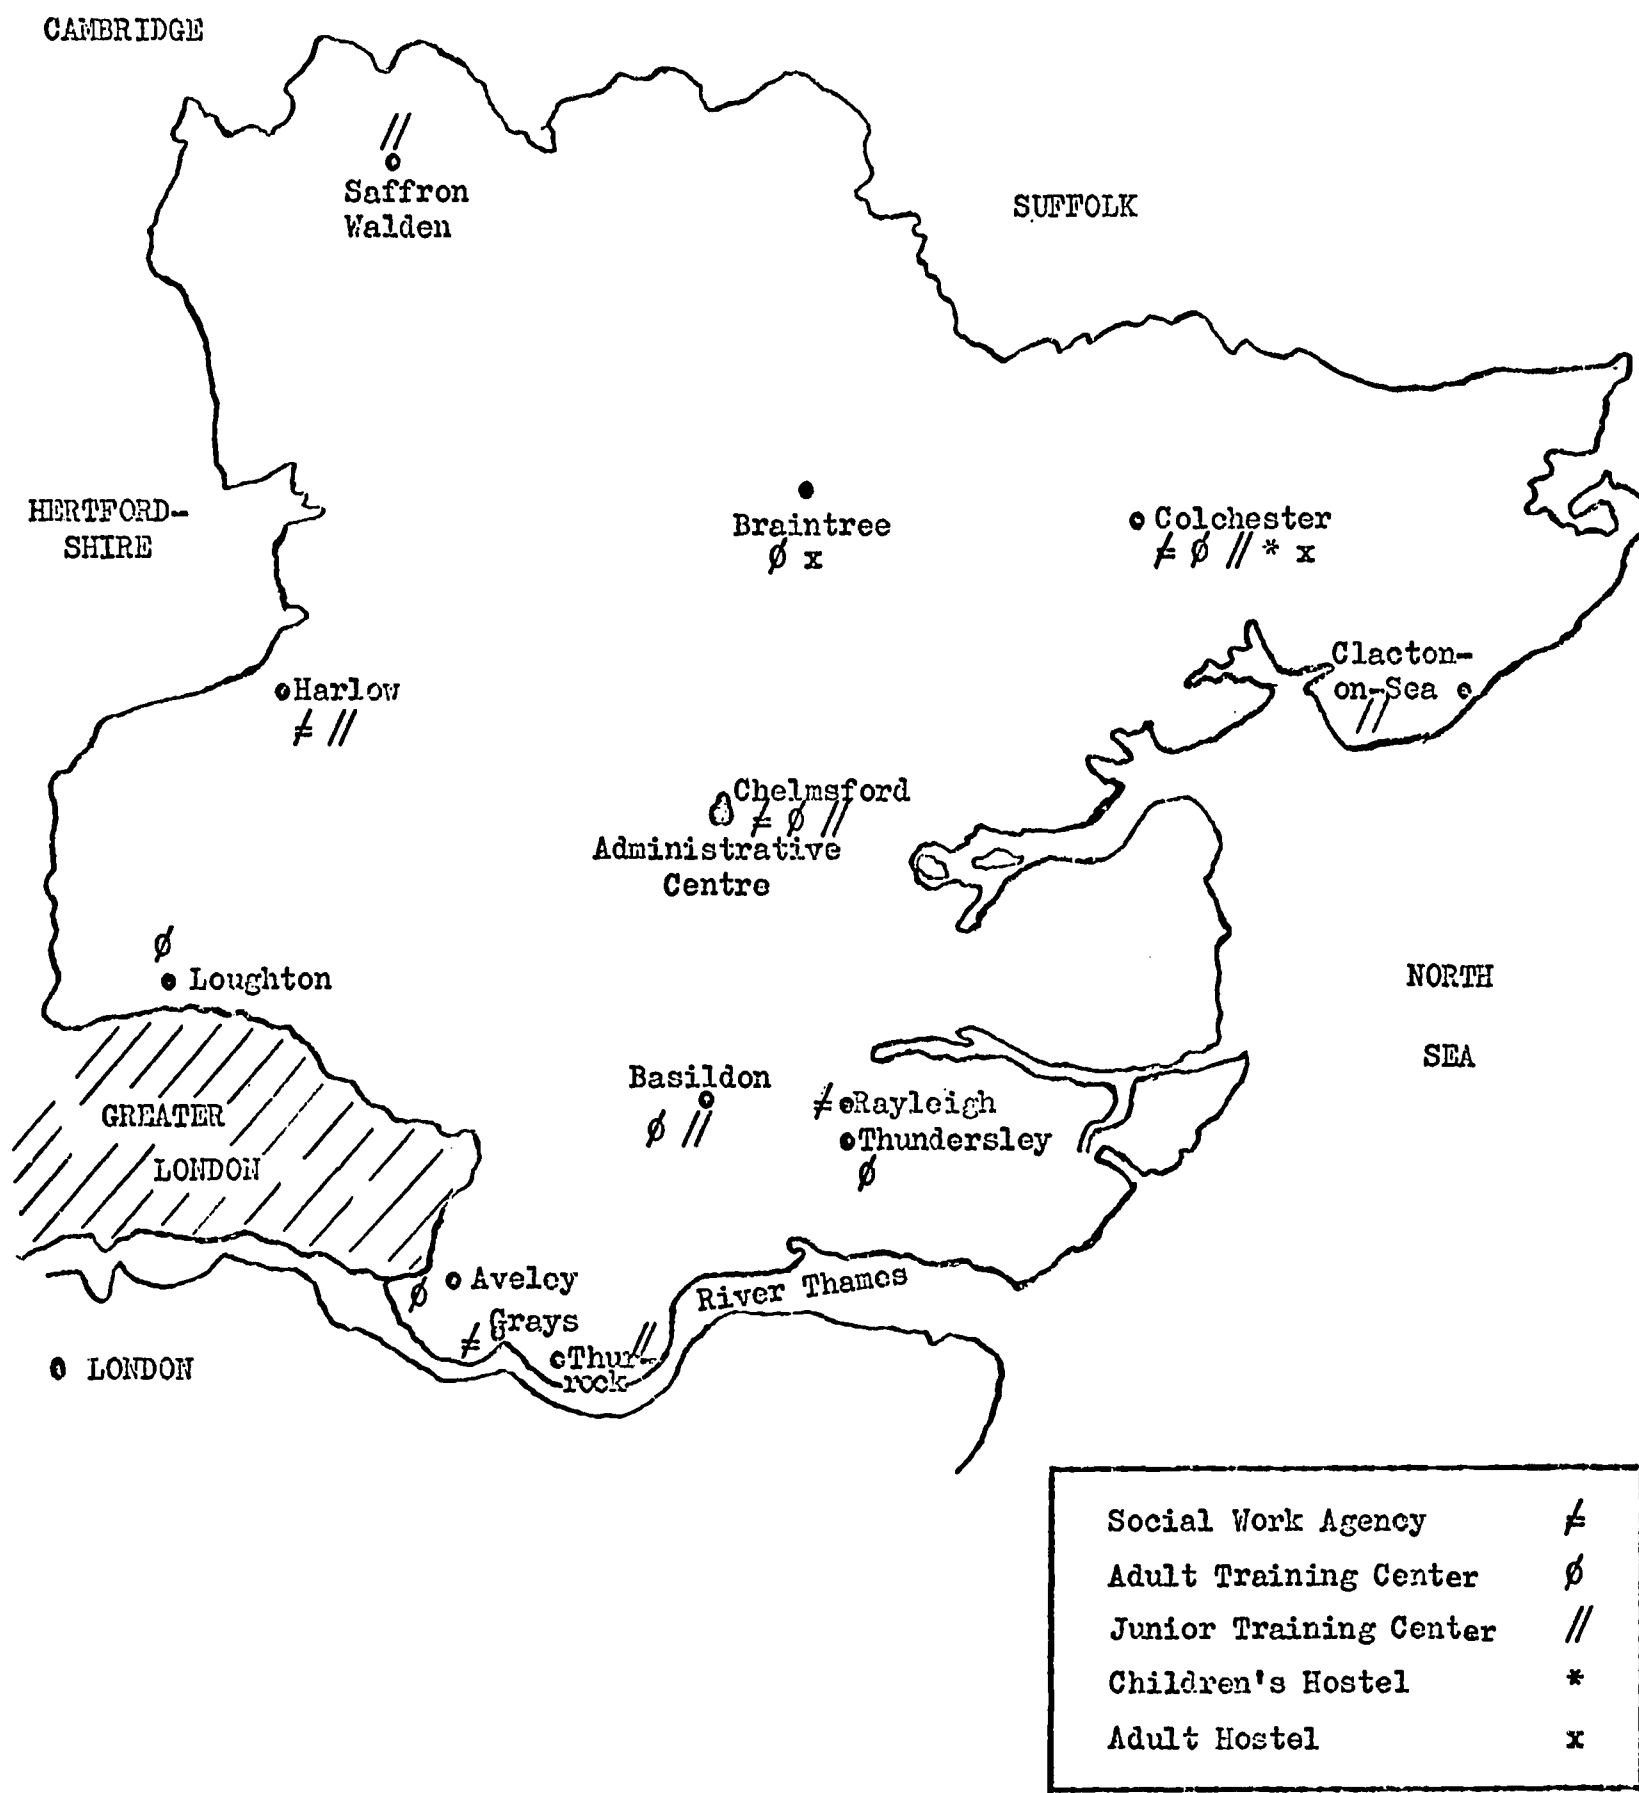 CAMBRIDGE
//
Saffron
Walden
SUFFOLK
HERTFORD-
SHIRE
Braintree
ø x
Colchester
≠ ø // * x
Clacton-
on-Sea
//
Harlow
≠ //
Chelmsford
≠ ø //
Administrative
Centre
ø
Loughton
NORTH
SEA
GREATER
LONDON
Basildon
ø //
≠ Rayleigh
Thundersley
ø
ø Aveley
≠ Grays
//
Thur-
rock
River Thames
LONDON
Social Work Agency ≠
Adult Training Center ø
Junior Training Center //
Children's Hostel *
Adult Hostel x